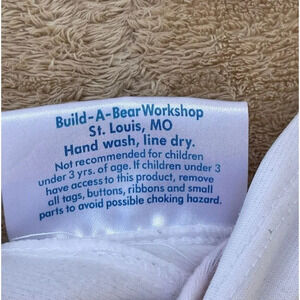 Build-A-Bear Workshop
St. Louis, MO
Hand wash, line dry.
Not recommended for children
under 3 yrs. of age. If children under 3
have access to this product, remove
all tags, buttons, ribbons and small
parts to avoid possible choking hazard.